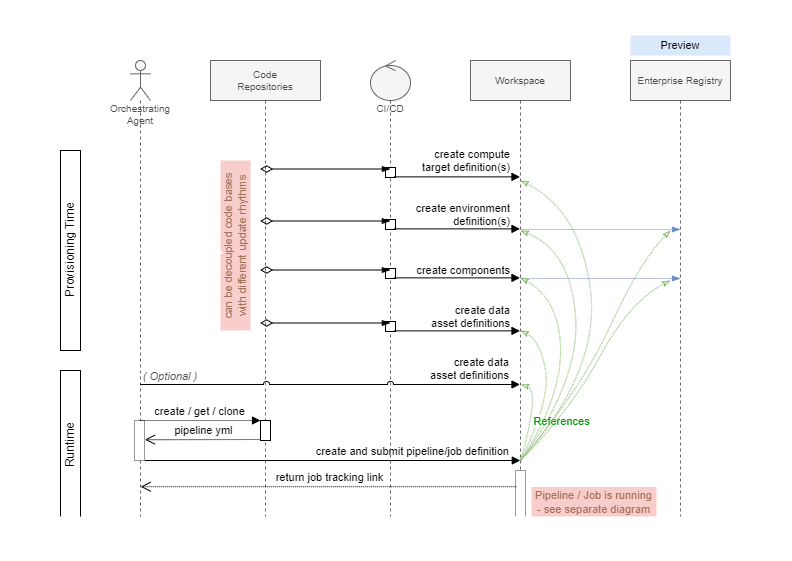 Preview
Orchestrating
Agent
Code
Repositories
CI/CD
Workspace
Enterprise Registry
Provisioning Time
can be decoupled code bases
with different update rhythms
create compute
target definition(s)
create environment
definition(s)
create components
create data
asset definitions
Runtime
( Optional )
create data
asset definitions
create / get / clone
pipeline yml
References
create and submit pipeline/job definition
return job tracking link
Pipeline / Job is running
- see separate diagram